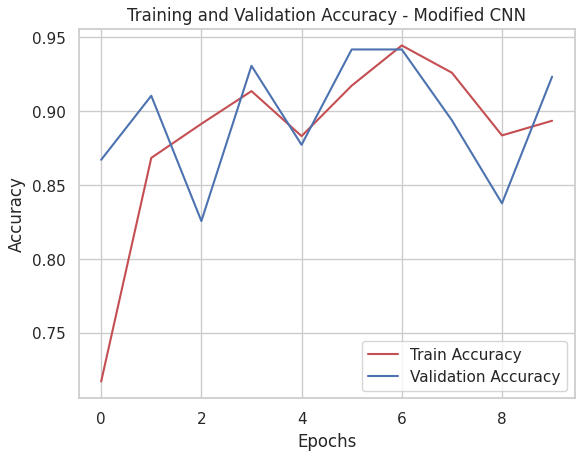 Training and Validation Accuracy - Modified CNN
0.95
0.90
0.85
0.80
0.75
Accuracy
Train Accuracy
Validation Accuracy
0 2 4 6 8
Epochs